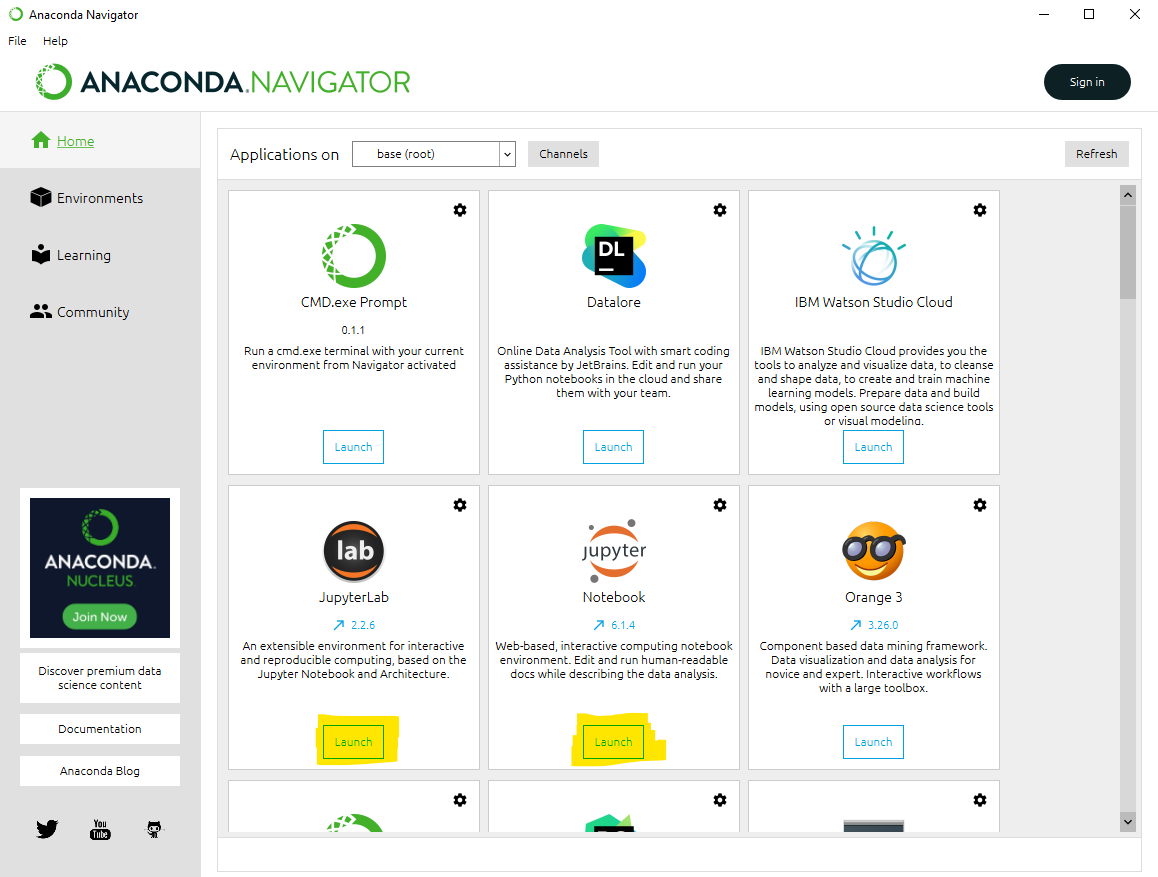 Anaconda Navigator
File Help
ANACONDA.NAVIGATOR
Sign in
Home
Environments
Learning
Community
ANACONDA.
NUCLEUS
Join Now
Discover premium data
science content
Documentation
Anaconda Blog
You
Tube
Applications on base (root) Channels Refresh
CMD.exe Prompt
0.1.1
Run a cmd.exe terminal with your current
environment from Navigator activated
Launch
DL
Datalore
Online Data Analysis Tool with smart coding
assistance by JetBrains. Edit and run your
Python notebooks in the cloud and share
them with your team.
Launch
IBM Watson Studio Cloud
IBM Watson Studio Cloud provides you the
tools to analyze and visualize data, to cleanse
and shape data, to create and train machine
learning models. Prepare data and build
models, using open source data science tools
or visual modeling.
Launch
lab
JupyterLab
2.2.6
An extensible environment for interactive
and reproducible computing, based on the
Jupyter Notebook and Architecture.
Launch
jupyter
Notebook
6.1.4
Web-based, interactive computing notebook
environment. Edit and run human-readable
docs while describing the data analysis.
Launch
Orange 3
3.26.0
Component based data mining framework.
Data visualization and data analysis for
novice and expert. Interactive workflows
with a large toolbox.
Launch